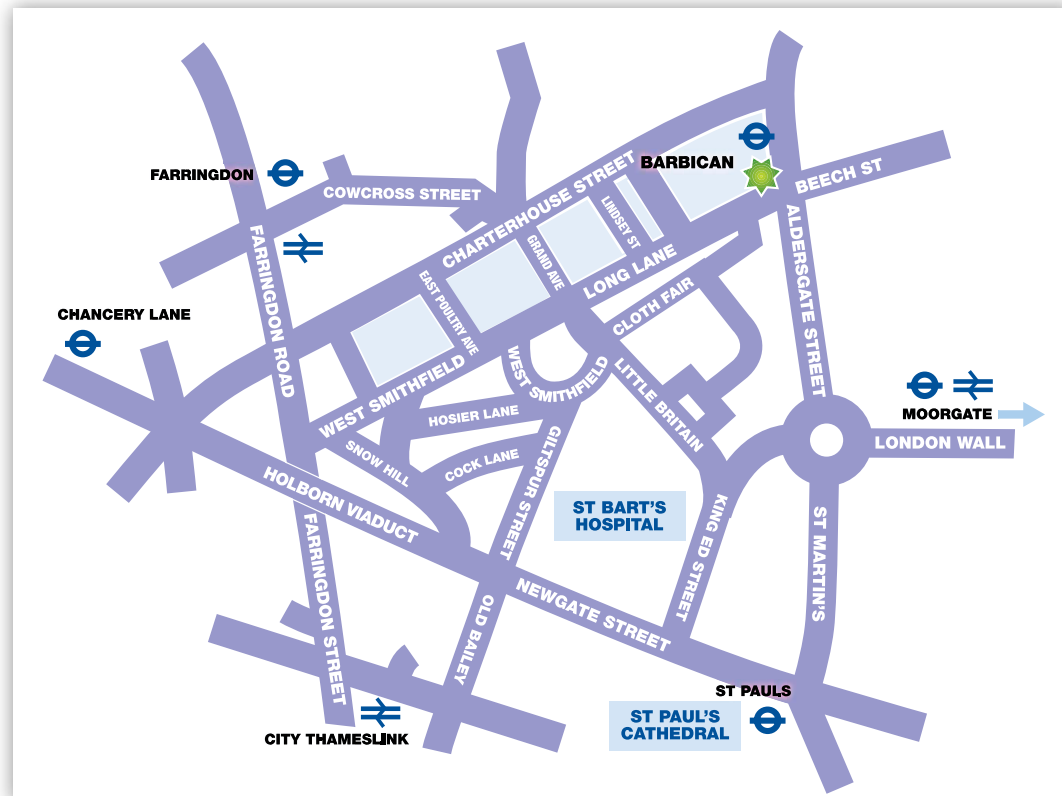 BARBICAN
FARRINGDON
COWCROSS STREET
CHARTERHOUSE STREET
BEECH ST
LINDSEY ST
ALDERSGATE STREET
FARRINGDON ROAD
GRAND AVE
LONG LANE
EAST POULTRY AVE
CLOTH FAIR
CHANCERY LANE
WEST SMITHFIELD
WEST SMITHFIELD
LITTLE BRITAIN
MOORGATE
HOSIER LANE
LONDON WALL
SNOW HILL
COCK LANE
GILTSPUR STREET
HOLBORN VIADUCT
ST BART'S
HOSPITAL
KING ED STREET
ST MARTIN'S
FARRINGDON STREET
NEWGATE STREET
OLD BAILEY
ST PAULS
ST PAUL'S
CATHEDRAL
CITY THAMESLINK